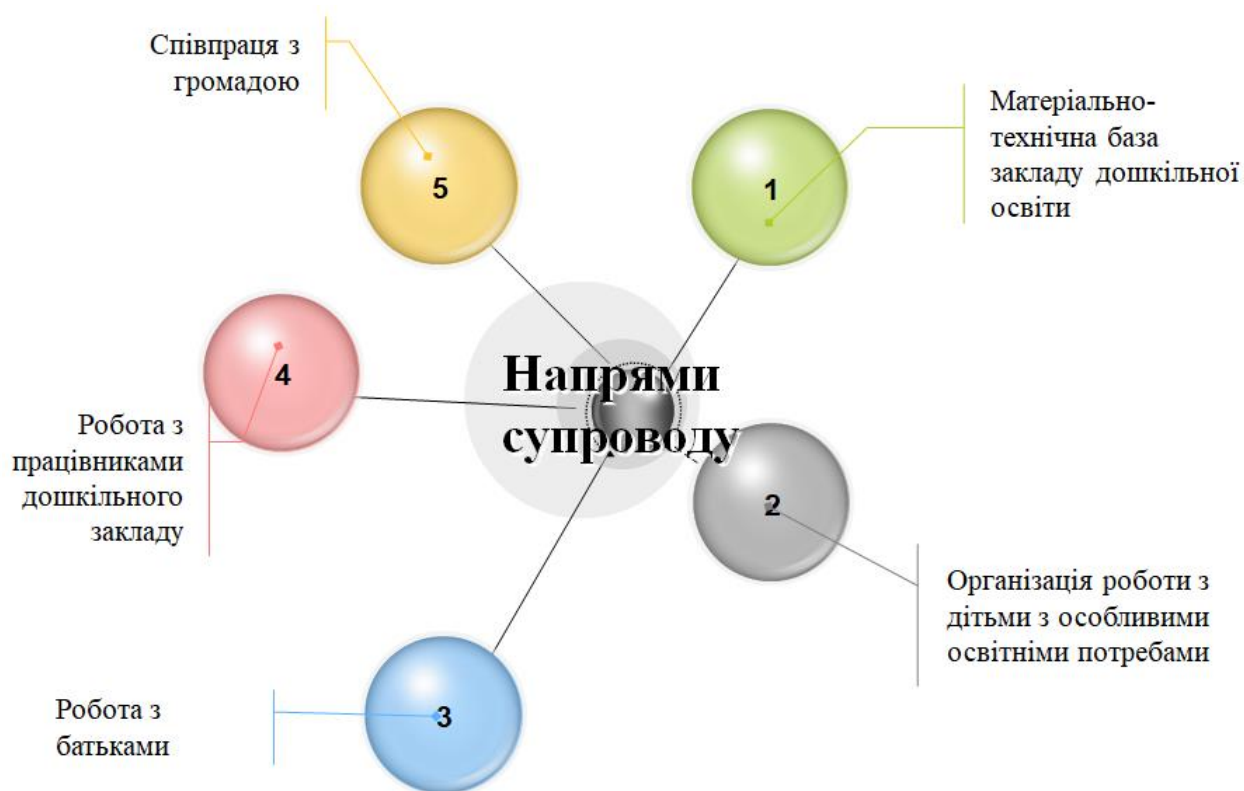 Співпраця з
громадою
5
1
Матеріально-
технічна база
закладу дошкільної
освіти
4
Напрями
супроводу
Робота з
працівниками
дошкільного
закладу
2
Організація роботи з
дітьми з особливими
освітніми потребами
3
Робота з
батьками